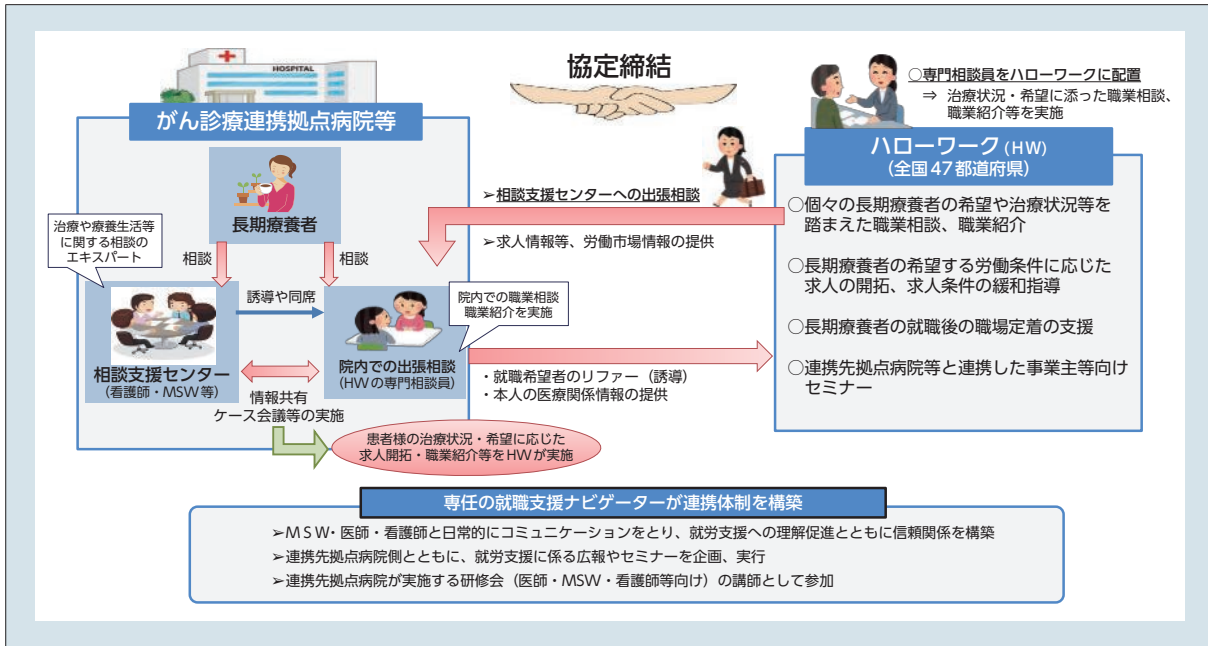 HOSPITAL
協定締結
○専門相談員をハローワークに配置
⇒ 治療状況・希望に添った職業相談、
職業紹介等を実施
がん診療連携拠点病院等
長期療養者
治療や療養生活等
に関する相談の
エキスパート
相談
相談
誘導や同席
相談支援センター
(看護師・MSW等)
院内での職業相談
職業紹介を実施
院内での出張相談
(HWの専門相談員)
情報共有
ケース会議等の実施
患者様の治療状況・希望に応じた
求人開拓・職業紹介等をHWが実施
➢相談支援センターへの出張相談
➢求人情報等、労働市場情報の提供
・就職希望者のリファー（誘導）
・本人の医療関係情報の提供
ハローワーク(HW)
(全国47都道府県)
○個々の長期療養者の希望や治療状況等を
踏まえた職業相談、職業紹介
○長期療養者の希望する労働条件に応じた
求人の開拓、求人条件の緩和指導
○長期療養者の就職後の職場定着の支援
○連携先拠点病院等と連携した事業主等向け
セミナー
専任の就職支援ナビゲーターが連携体制を構築
➢MSW・医師・看護師と日常的にコミュニケーションをとり、就労支援への理解促進とともに信頼関係を構築
➢連携先拠点病院側とともに、就労支援に係る広報やセミナーを企画、実行
➢連携先拠点病院が実施する研修会（医師・MSW・看護師等向け）の講師として参加